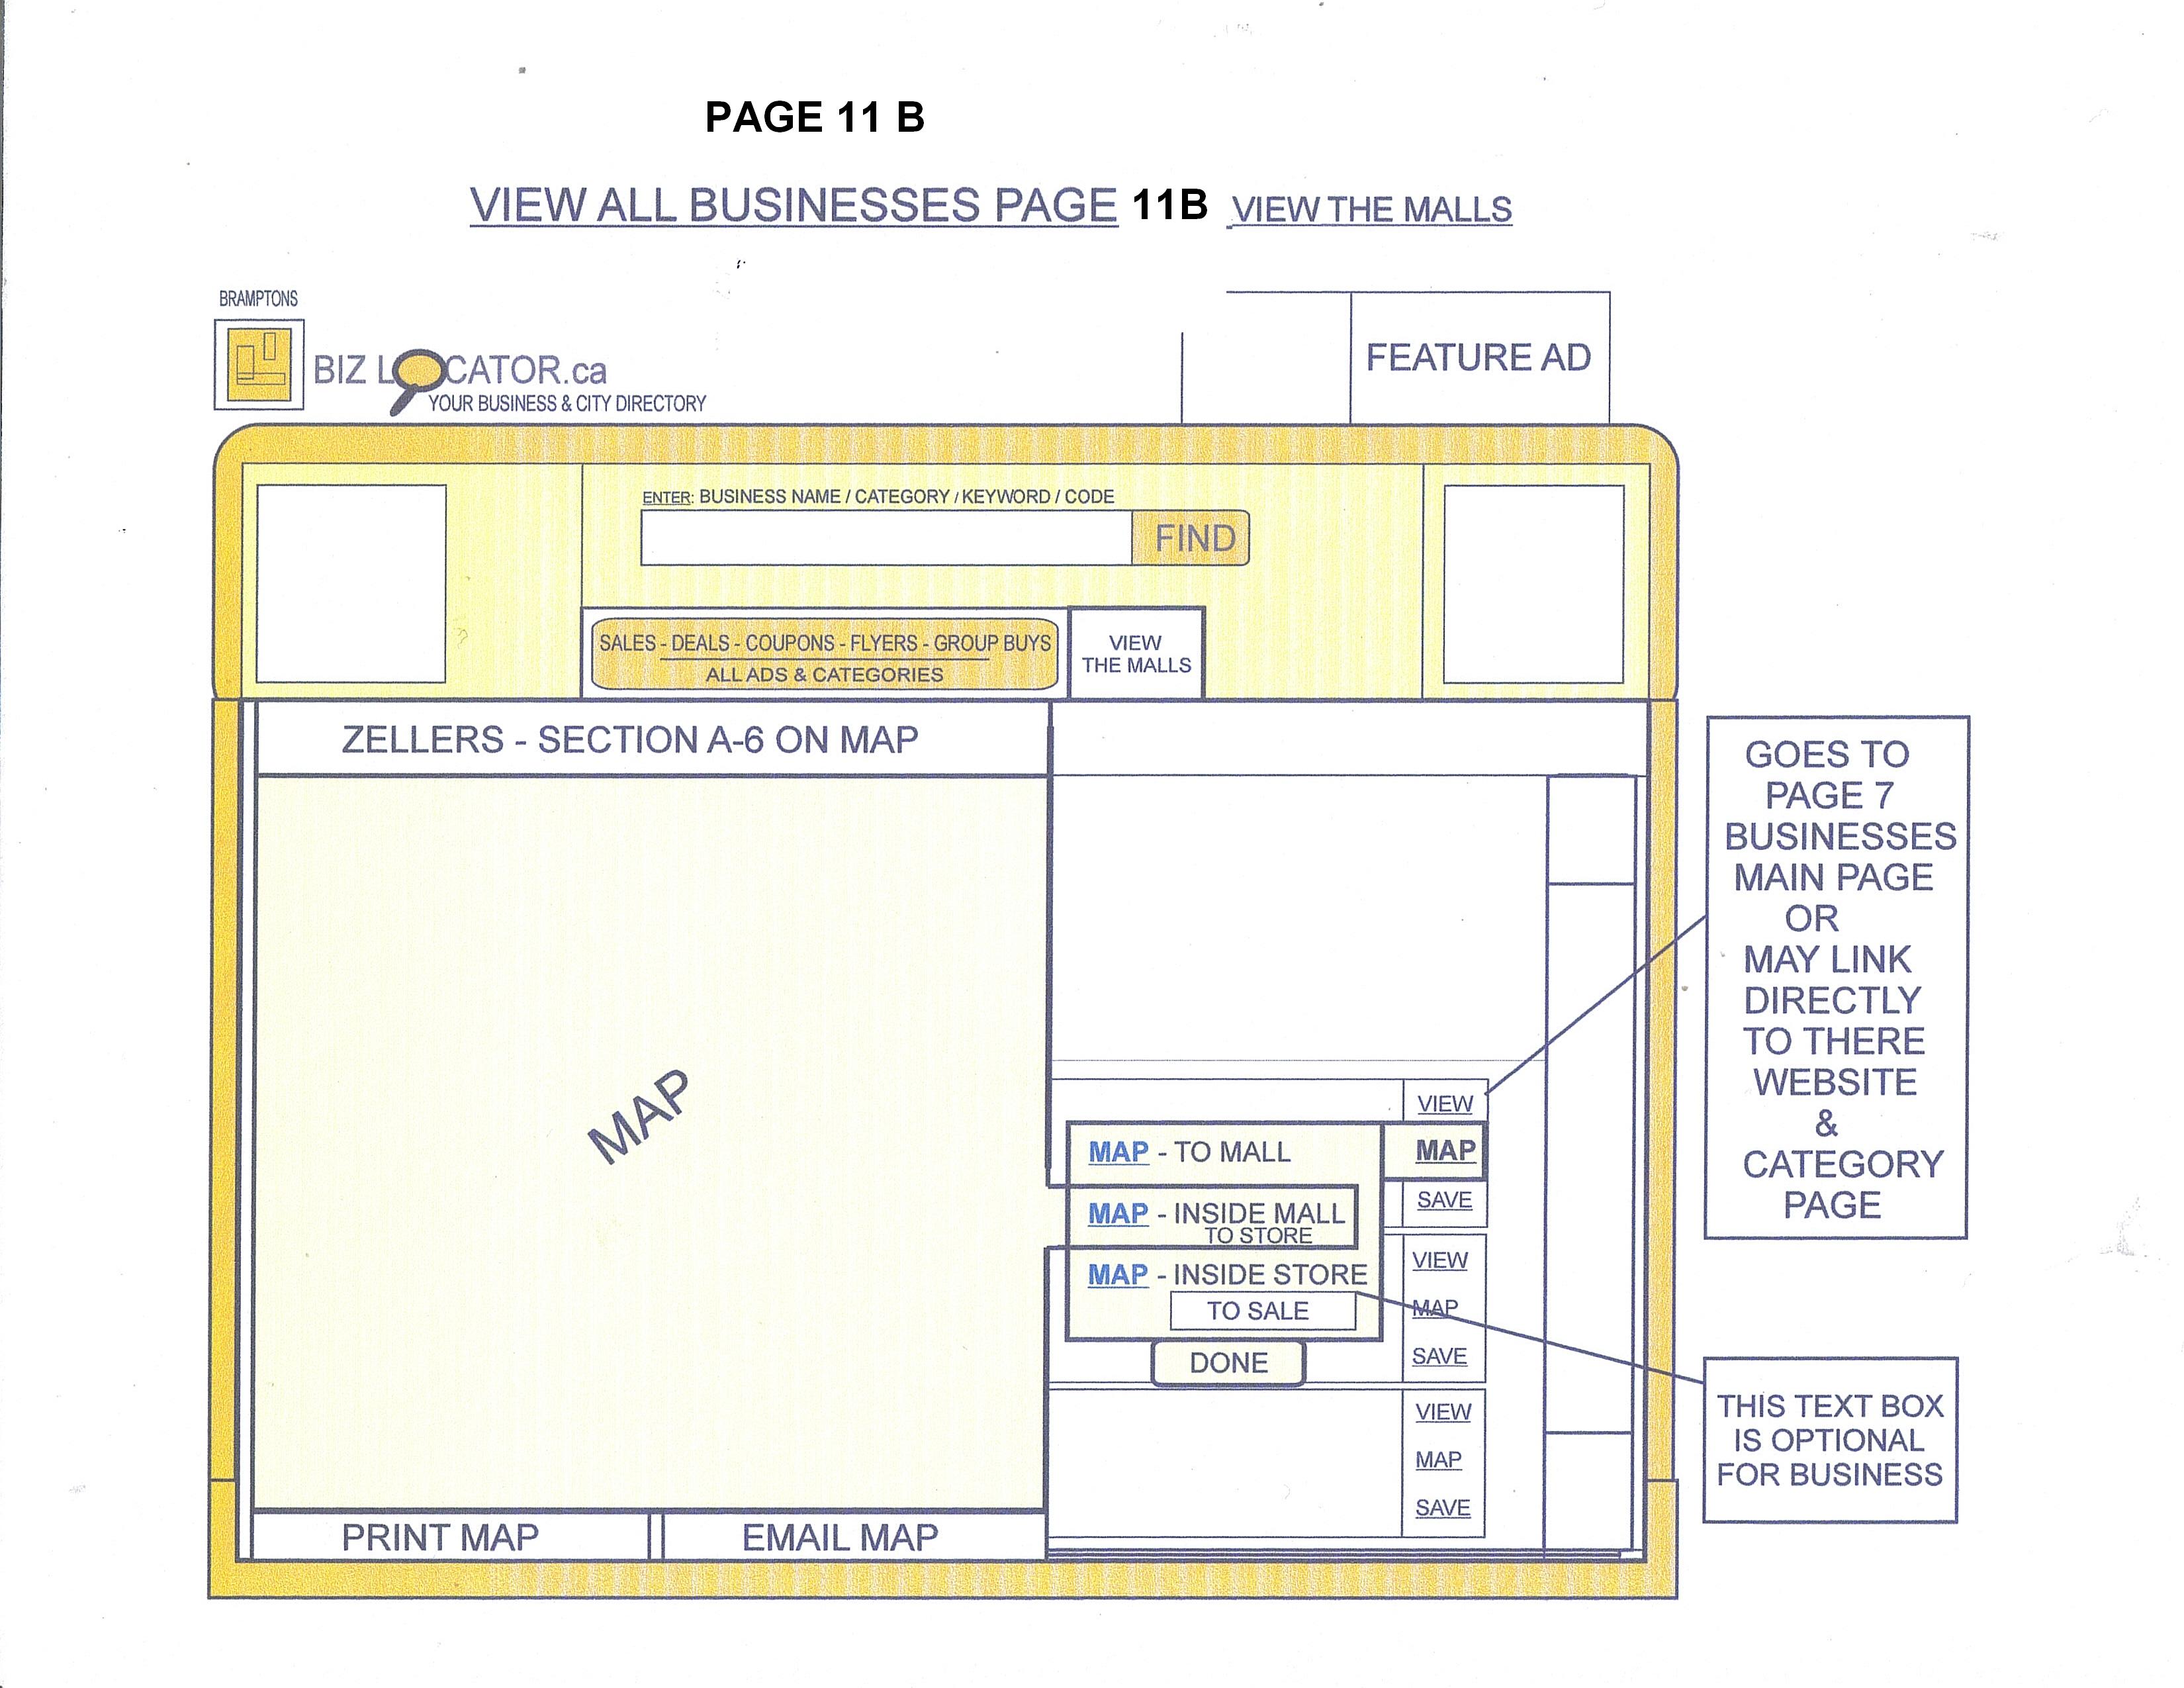 PAGE 11 B
VIEW ALL BUSINESSES PAGE 11B VIEW THE MALLS
BRAMPTONS
BIZ LOCATOR.ca
YOUR BUSINESS & CITY DIRECTORY
FEATURE AD
ENTER: BUSINESS NAME / CATEGORY / KEYWORD / CODE
FIND
SALES - DEALS - COUPONS - FLYERS - GROUP BUYS
ALL ADS & CATEGORIES
VIEW
THE MALLS
ZELLERS - SECTION A-6 ON MAP
MAP
PRINT MAP
EMAIL MAP
VIEW
MAP
SAVE
MAP - TO MALL
MAP - INSIDE MALL
TO STORE
MAP - INSIDE STORE
TO SALE
DONE
VIEW
MAP
SAVE
VIEW
MAP
SAVE
GOES TO
PAGE 7
BUSINESSES
MAIN PAGE
OR
MAY LINK
DIRECTLY
TO THERE
WEBSITE
&
CATEGORY
PAGE
THIS TEXT BOX
IS OPTIONAL
FOR BUSINESS